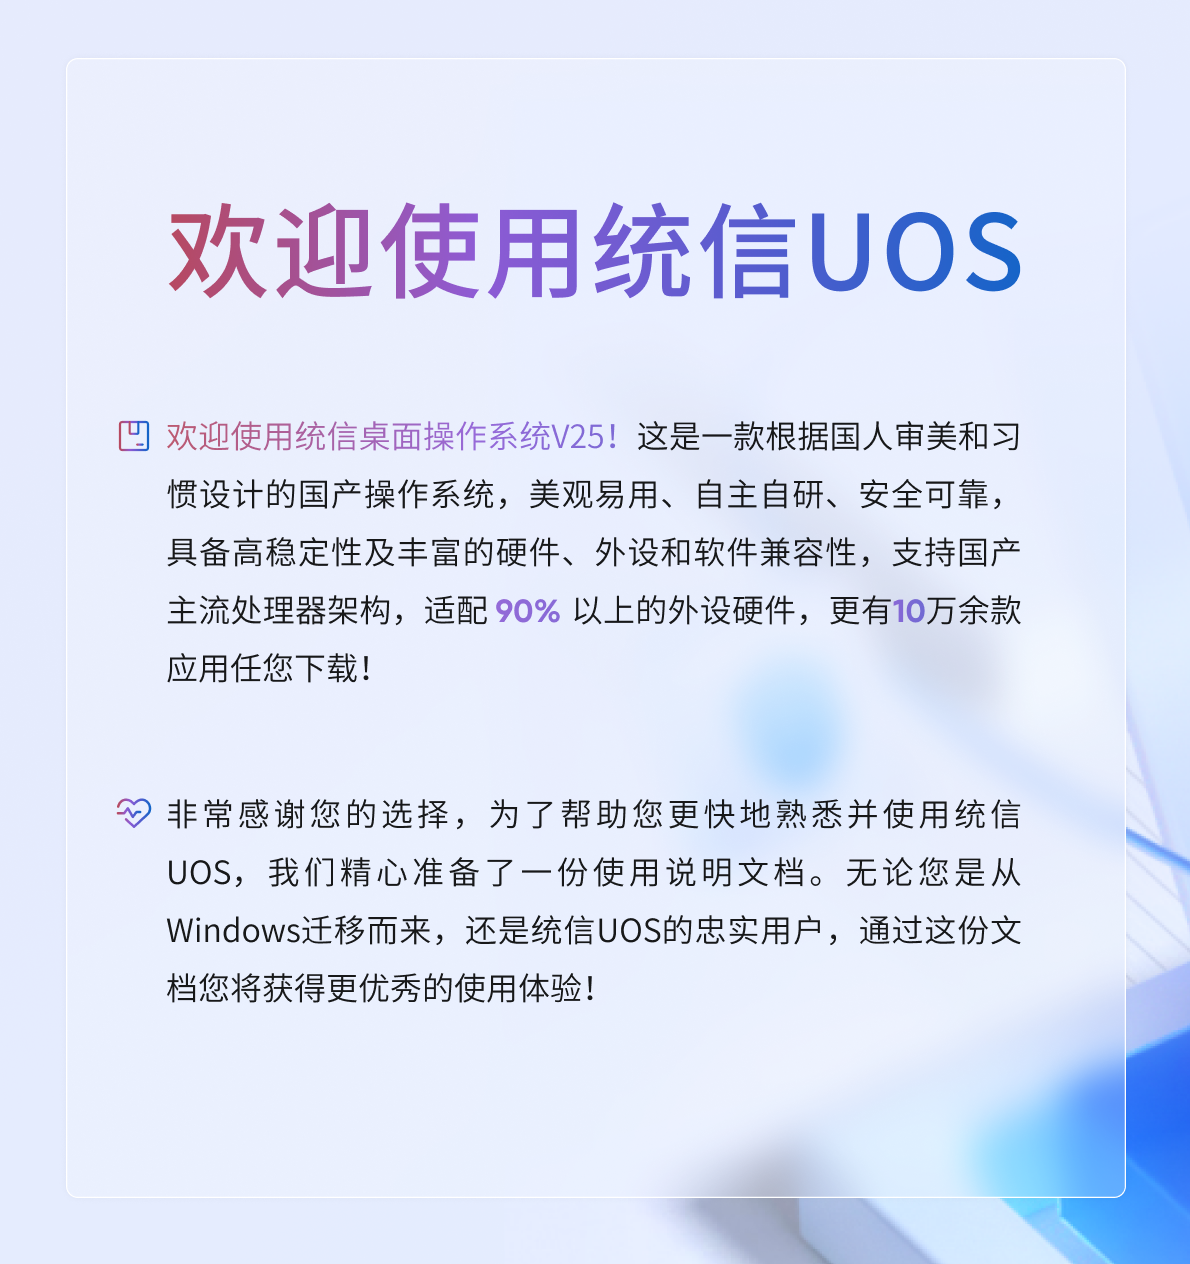 欢迎使用统信UOS
欢迎使用统信桌面操作系统V25！这是一款根据国人审美和习
惯设计的国产操作系统，美观易用、自主自研、安全可靠，
具备高稳定性及丰富的硬件、外设和软件兼容性，支持国产
主流处理器架构，适配 90% 以上的外设硬件，更有10万余款
应用任您下载！
非常感谢您的选择，为了帮助您更快地熟悉并使用统信
UOS，我们精心准备了一份使用说明文档。无论您是从
Windows迁移而来，还是统信UOS的忠实用户，通过这份文
档您将获得更优秀的使用体验！